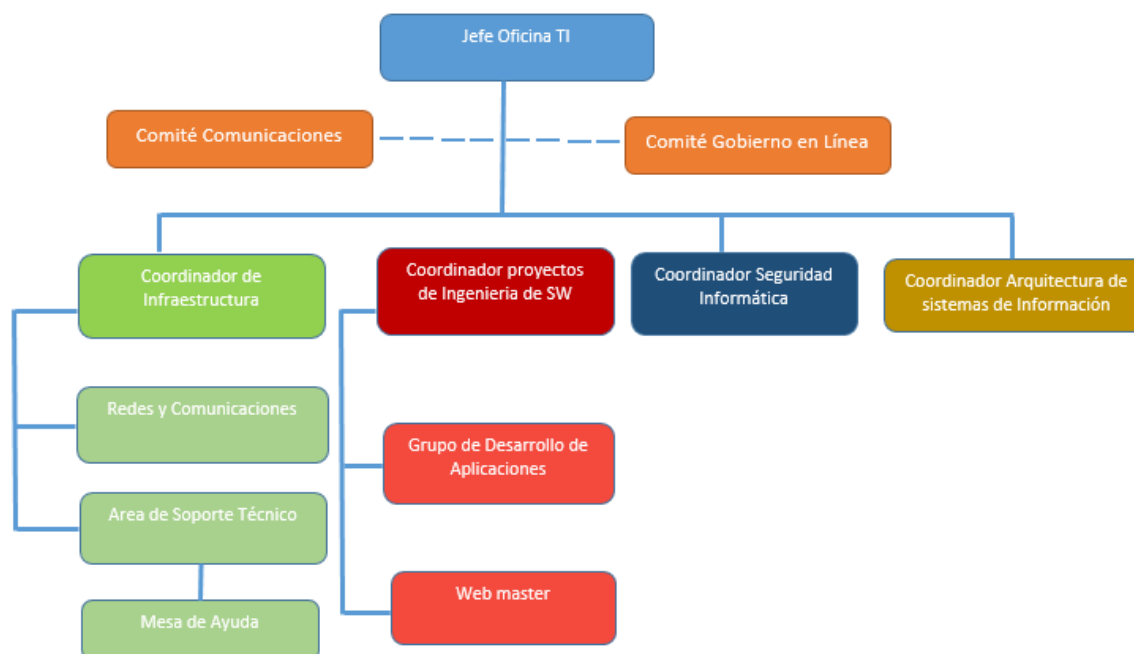 Jefe Oficina TI
Comité Comunicaciones
Comité Gobierno en Línea
Coordinador de
Infraestructura
Coordinador proyectos
de Ingenieria de SW
Coordinador Seguridad
Informática
Coordinador Arquitectura de
sistemas de Información
Redes y Comunicaciones
Area de Soporte Técnico
Mesa de Ayuda
Grupo de Desarrollo de
Aplicaciones
Web master